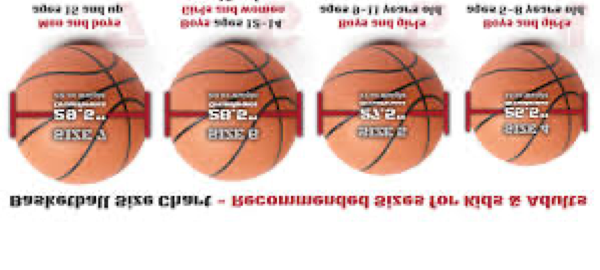 Basketball Size Chart - Recommended Sizes for Kids & Adults
SIZE 7
29.5"
Circumference
Men and boys
ages 15 and up
SIZE 6
28.5"
Circumference
Boys ages 12-14
Girls and women
SIZE 5
27.5"
Circumference
Boys and girls
ages 9-11 years old
SIZE 4
25.5"
Circumference
Boys and girls
ages 5-8 years old